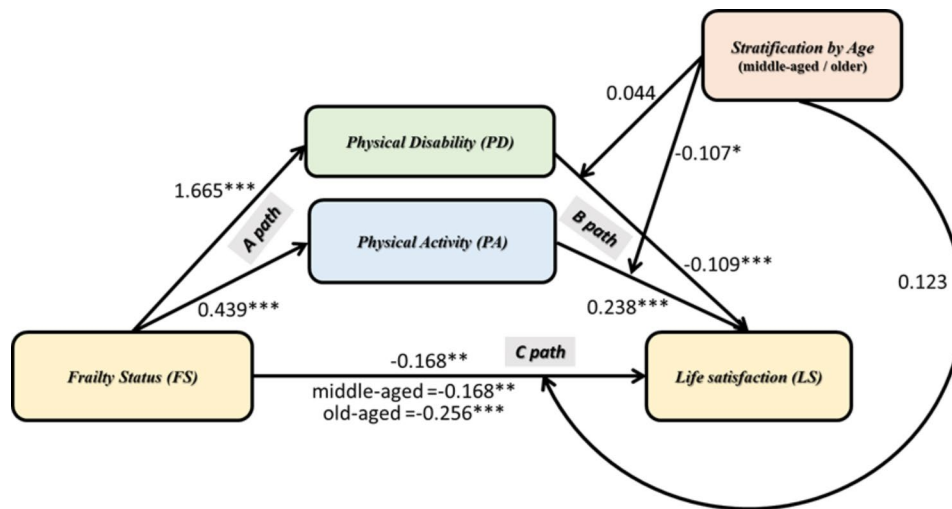 Stratification by Age
(middle-aged / older)
0.044
Physical Disability (PD)
-0.107*
1.665***
A path
Physical Activity (PA)
B path
-0.109***
0.123
0.439***
0.238***
Frailty Status (FS)
-0.168**
C path
Life satisfaction (LS)
middle-aged =-0.168**
old-aged =-0.256***